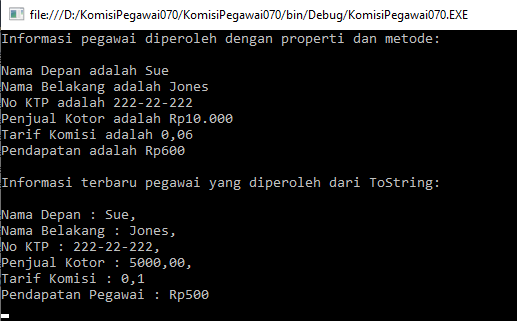 file:///D:/KomisiPegawai070/KomisiPegawai070/bin/Debug/KomisiPegawai070.EXE
Informasi pegawai diperoleh dengan properti dan metode:
Nama Depan adalah Sue
Nama Belakang adalah Jones
No KTP adalah 222-22-222
Penjual Kotor adalah Rp10.000
Tarif Komisi adalah 0,06
Pendapatan adalah Rp600
Informasi terbaru pegawai yang diperoleh dari ToString:
Nama Depan : Sue,
Nama Belakang : Jones,
No KTP : 222-22-222,
Penjual Kotor : 5000,00,
Tarif Komisi : 0,1
Pendapatan Pegawai : Rp500